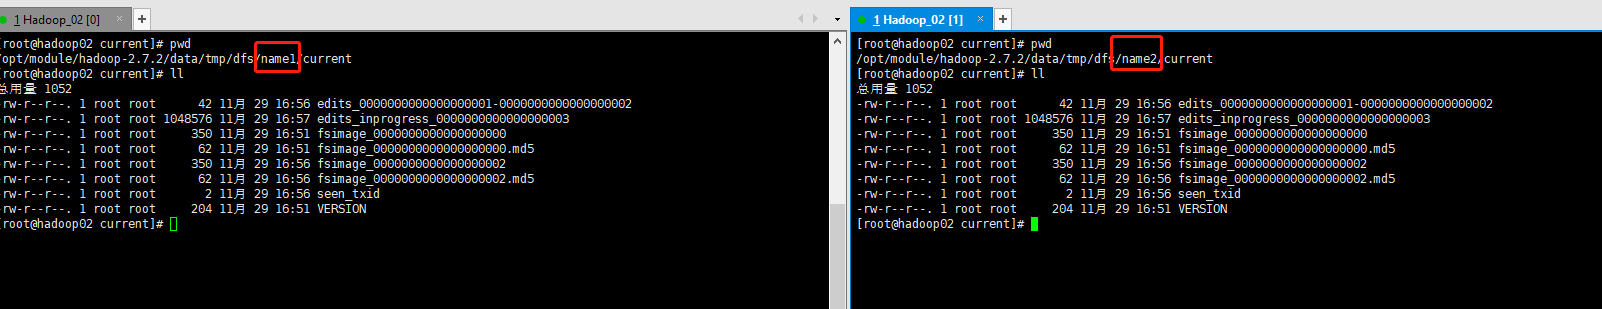 1 Hadoop_02 [0] × +
[root@hadoop02 current]# pwd
/opt/module/hadoop-2.7.2/data/tmp/dfs/name1/current
[root@hadoop02 current]# ll
总用量 1052
-rw-r--r--. 1 root root 42 11月 29 16:56 edits_0000000000000000001-0000000000000000002
-rw-r--r--. 1 root root 1048576 11月 29 16:57 edits_inprogress_0000000000000000003
-rw-r--r--. 1 root root 350 11月 29 16:51 fsimage_0000000000000000000
-rw-r--r--. 1 root root 62 11月 29 16:51 fsimage_0000000000000000000.md5
-rw-r--r--. 1 root root 350 11月 29 16:56 fsimage_0000000000000000002
-rw-r--r--. 1 root root 62 11月 29 16:56 fsimage_0000000000000000002.md5
-rw-r--r--. 1 root root 2 11月 29 16:56 seen_txid
-rw-r--r--. 1 root root 204 11月 29 16:51 VERSION
[root@hadoop02 current]#
1 Hadoop_02 [1] × +
[root@hadoop02 current]# pwd
/opt/module/hadoop-2.7.2/data/tmp/dfs/name2/current
[root@hadoop02 current]# ll
总用量 1052
-rw-r--r--. 1 root root 42 11月 29 16:56 edits_0000000000000000001-0000000000000000002
-rw-r--r--. 1 root root 1048576 11月 29 16:57 edits_inprogress_0000000000000000003
-rw-r--r--. 1 root root 350 11月 29 16:51 fsimage_0000000000000000000
-rw-r--r--. 1 root root 62 11月 29 16:51 fsimage_0000000000000000000.md5
-rw-r--r--. 1 root root 350 11月 29 16:56 fsimage_0000000000000000002
-rw-r--r--. 1 root root 62 11月 29 16:56 fsimage_0000000000000000002.md5
-rw-r--r--. 1 root root 2 11月 29 16:56 seen_txid
-rw-r--r--. 1 root root 204 11月 29 16:51 VERSION
[root@hadoop02 current]#